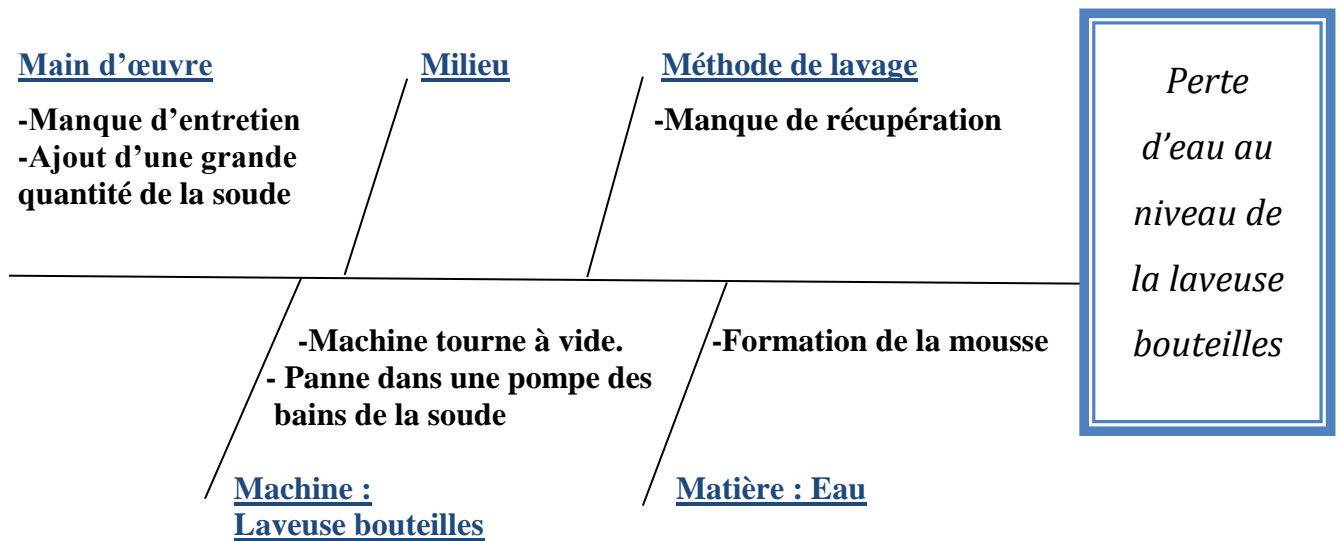 Main d'œuvre
-Manque d'entretien
-Ajout d'une grande
quantité de la soude
Milieu
Méthode de lavage
-Manque de récupération
Perte
d'eau au
niveau de
la laveuse
bouteilles
-Machine tourne à vide.
- Panne dans une pompe des
bains de la soude
Machine :
Laveuse bouteilles
-Formation de la mousse
Matière : Eau